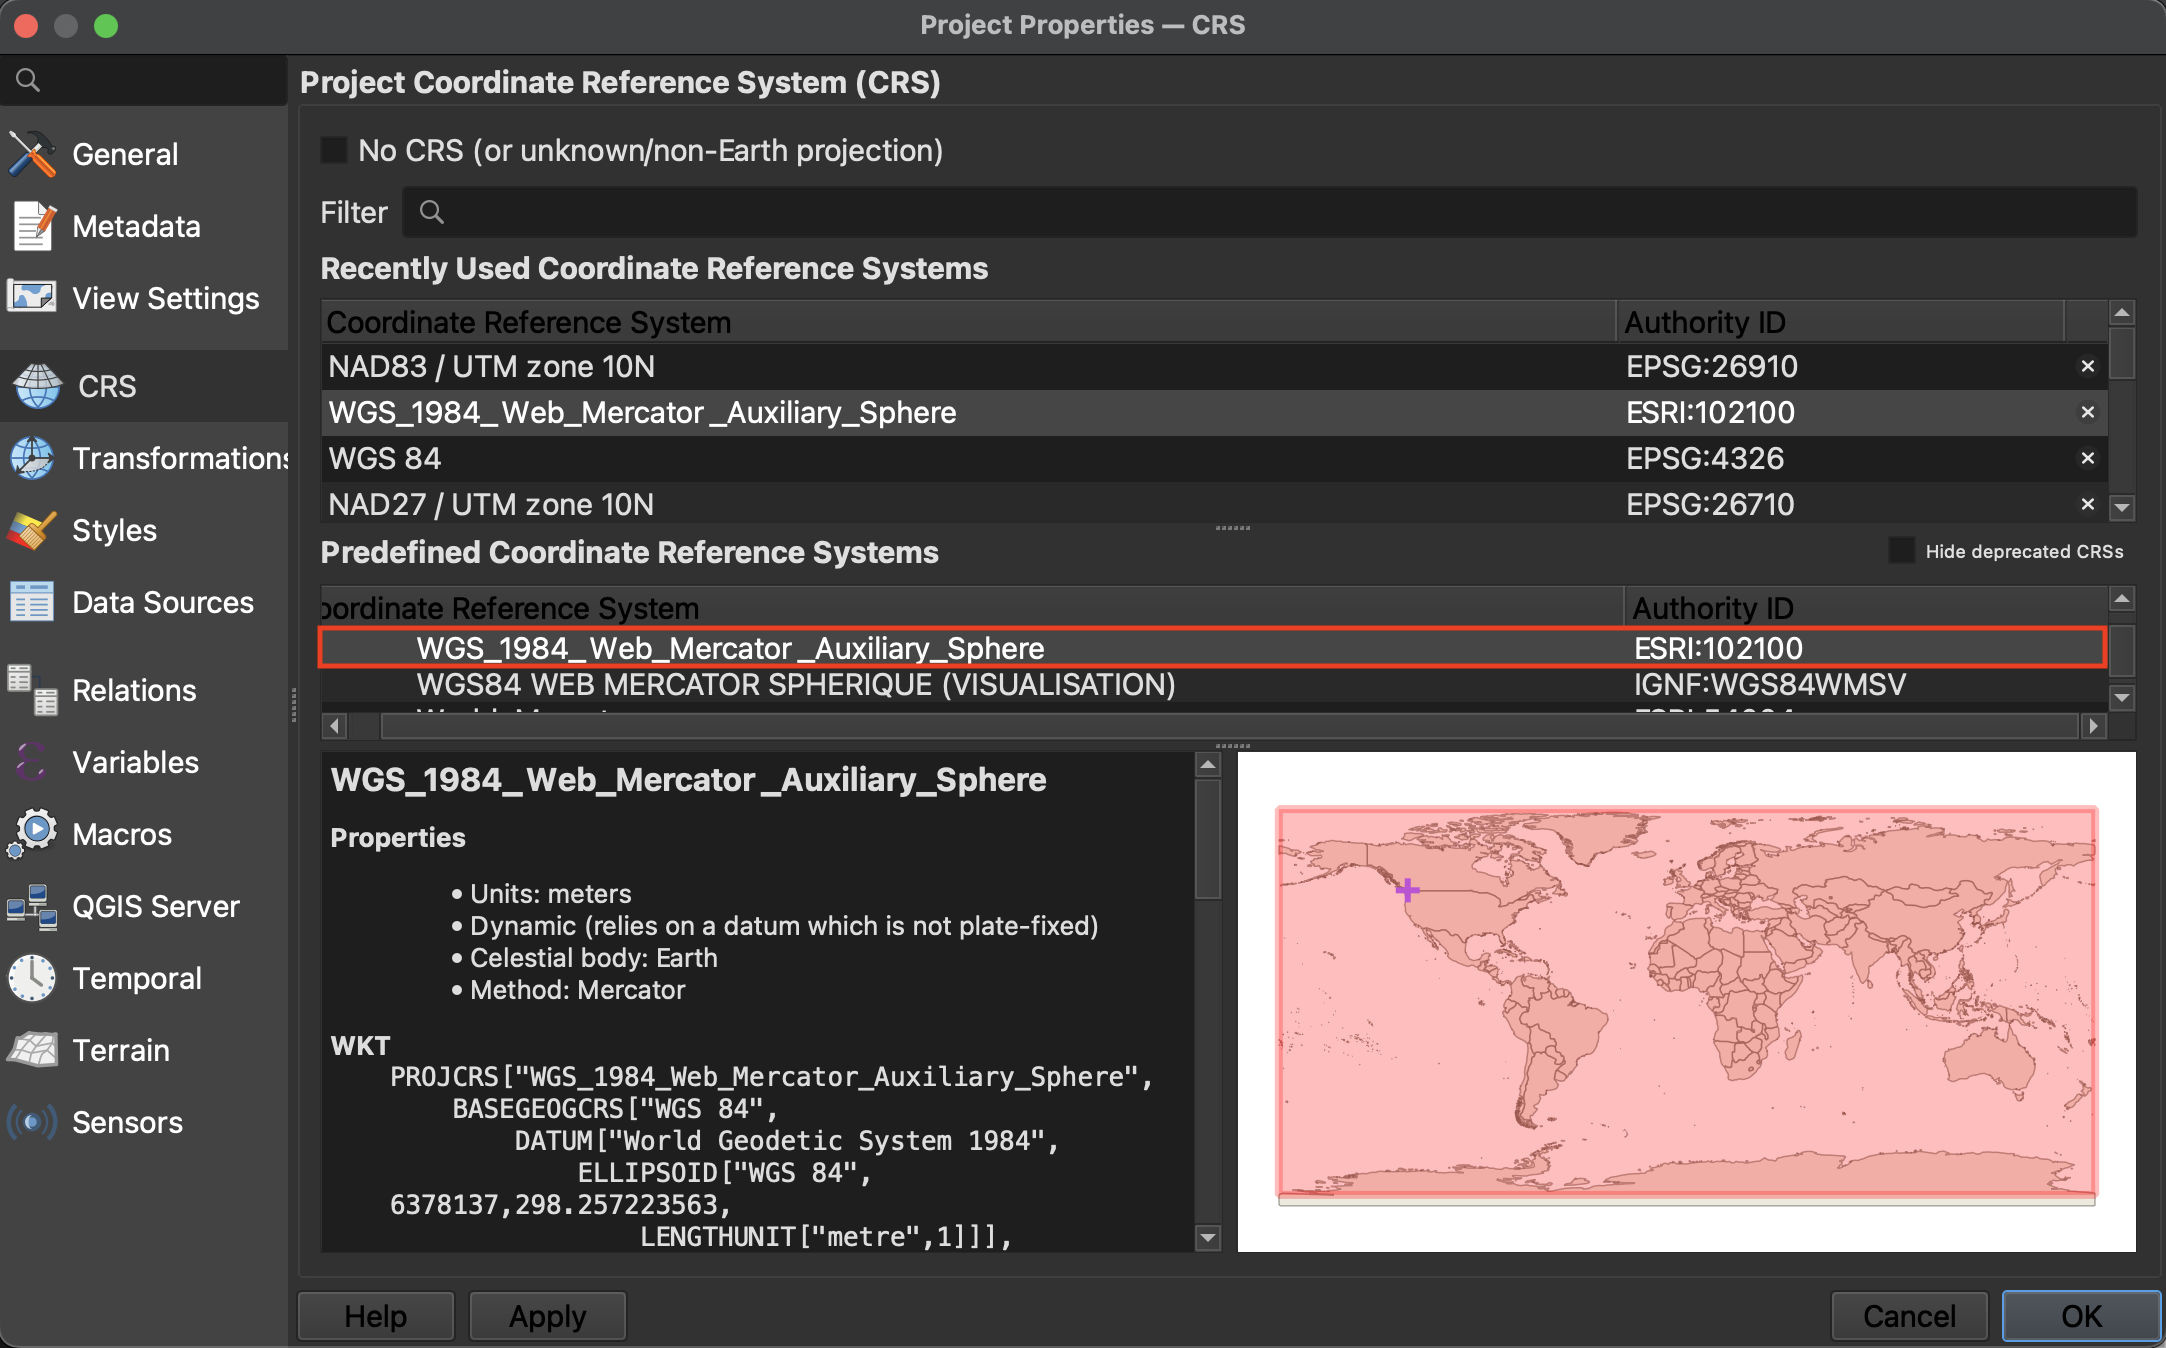 Project Properties — CRS
General
Metadata
View Settings
CRS
Transformations
Styles
Data Sources
Relations
Variables
Macros
QGIS Server
Temporal
Terrain
Sensors
Project Coordinate Reference System (CRS)
No CRS (or unknown/non-Earth projection)
Filter
Recently Used Coordinate Reference Systems
Coordinate Reference System Authority ID
NAD83 / UTM zone 10N EPSG:26910
WGS_1984_Web_Mercator_Auxiliary_Sphere ESRI:102100
WGS 84 EPSG:4326
NAD27 / UTM zone 10N EPSG:26710
Predefined Coordinate Reference Systems Hide deprecated CRSs
oordinate Reference System Authority ID
WGS_1984_Web_Mercator_Auxiliary_Sphere ESRI:102100
WGS84 WEB MERCATOR SPHERIQUE (VISUALISATION) IGNF:WGS84WMSV
WGS_1984_Web_Mercator_Auxiliary_Sphere
Properties
• Units: meters
• Dynamic (relies on a datum which is not plate-fixed)
• Celestial body: Earth
• Method: Mercator
WKT
PROJCRS["WGS_1984_Web_Mercator_Auxiliary_Sphere",
BASEGEOGCRS["WGS 84",
DATUM["World Geodetic System 1984",
ELLIPSOID["WGS 84",
6378137,298.257223563,
LENGTHUNIT["metre",1]]],
Help Apply Cancel OK